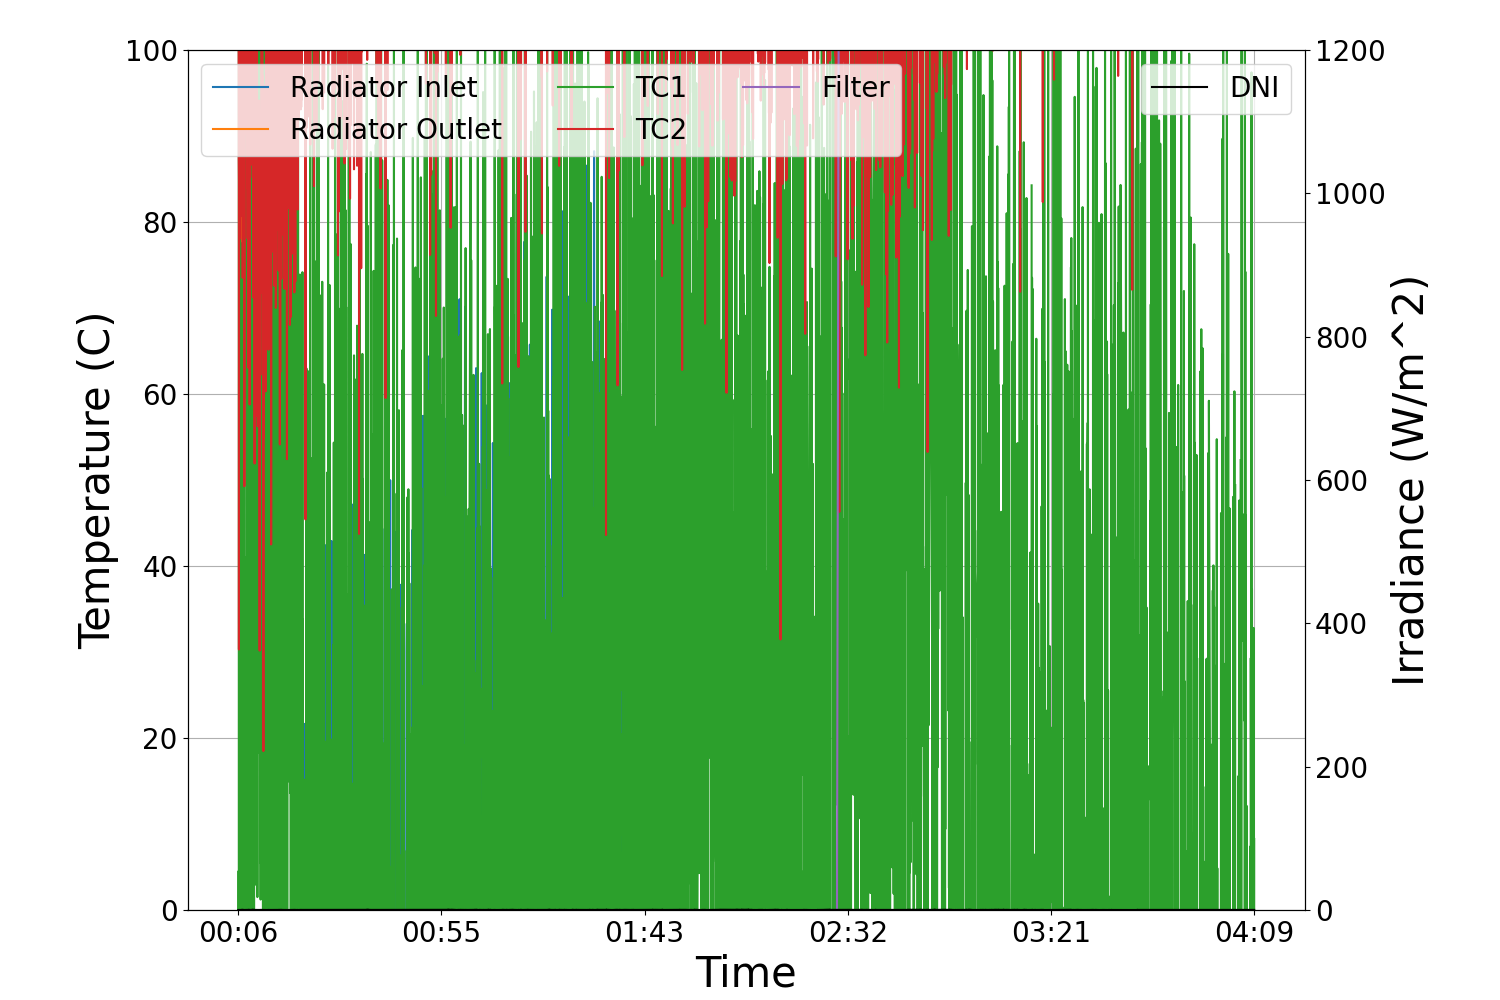 100
80
60
40
20
0
Temperature (C)
Radiator Inlet
Radiator Outlet
TC1
TC2
Filter
DNI
1200
1000
800
600
400
200
0
Irradiance (W/m^2)
00:06
00:55
01:43
02:32
03:21
04:09
Time